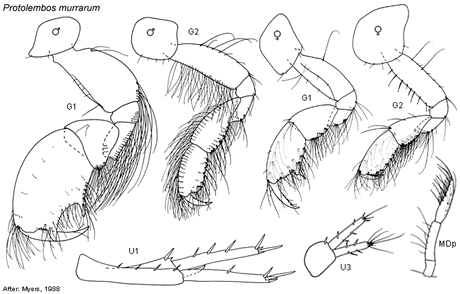 Protolembos murrarum
♂
♂
♀
♀
G2
G1
G1
G2
U1
U3
MDp
After: Myers, 1988